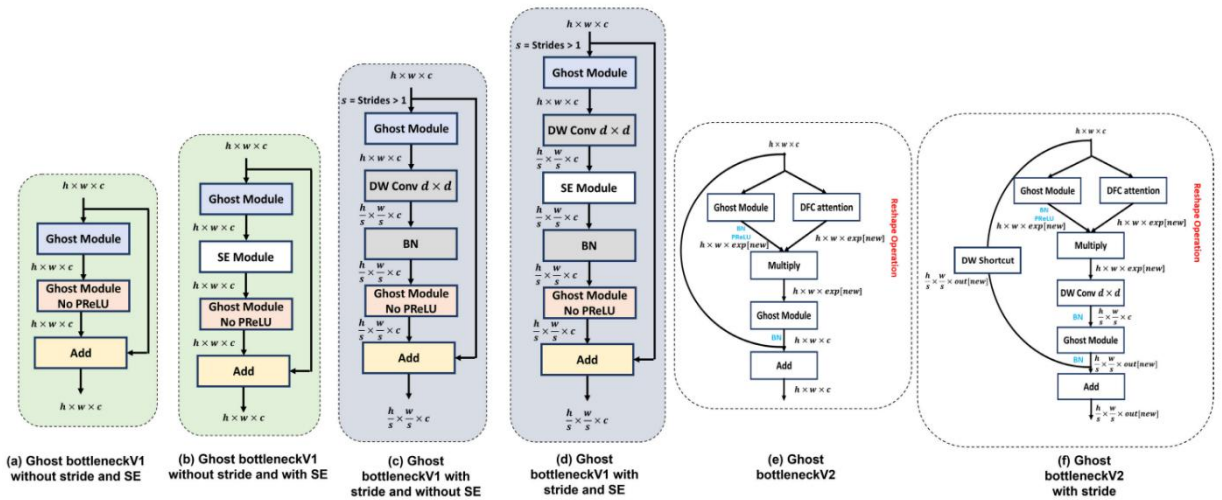 h × w × c
Ghost Module
h × w × c
Ghost Module
No PReLU
h × w × c
Add
h × w × c
(a) Ghost bottleneckV1
without stride and SE
h × w × c
Ghost Module
h × w × c
SE Module
h × w × c
Ghost Module
No PReLU
h × w × c
Add
h × w × c
(b) Ghost bottleneckV1
without stride and with SE
h × w × c
s = Strides > 1
Ghost Module
h × w × c
DW Conv d × d
h/s × w/s × c
BN
h/s × w/s × c
Ghost Module
No PReLU
h/s × w/s × c
Add
h/s × w/s × c
(c) Ghost
bottleneckV1 with
stride and without SE
h × w × c
s = Strides > 1
Ghost Module
h × w × c
DW Conv d × d
h/s × w/s × c
SE Module
h/s × w/s × c
BN
h/s × w/s × c
Ghost Module
No PReLU
h/s × w/s × c
Add
h/s × w/s × c
(d) Ghost
bottleneckV1 with
stride and SE
h × w × c
Ghost Module
DFC attention
BN
PReLU
h × w × exp[new]
h × w × exp[new]
Multiply
h × w × exp[new]
Ghost Module
BN
h × w × c
Add
h × w × c
Reshape Operation
(e) Ghost
bottleneckV2
h × w × c
Ghost Module
DFC attention
BN
PReLU
h × w × exp[new]
h × w × exp[new]
Multiply
h × w × exp[new]
DW Shortcut
h/s × w/s × out[new]
DW Conv d × d
BN
h/s × w/s × c
Ghost Module
BN
h/s × w/s × out[new]
Add
h/s × w/s × out[new]
Reshape Operation
(f) Ghost
bottleneckV2
with stride